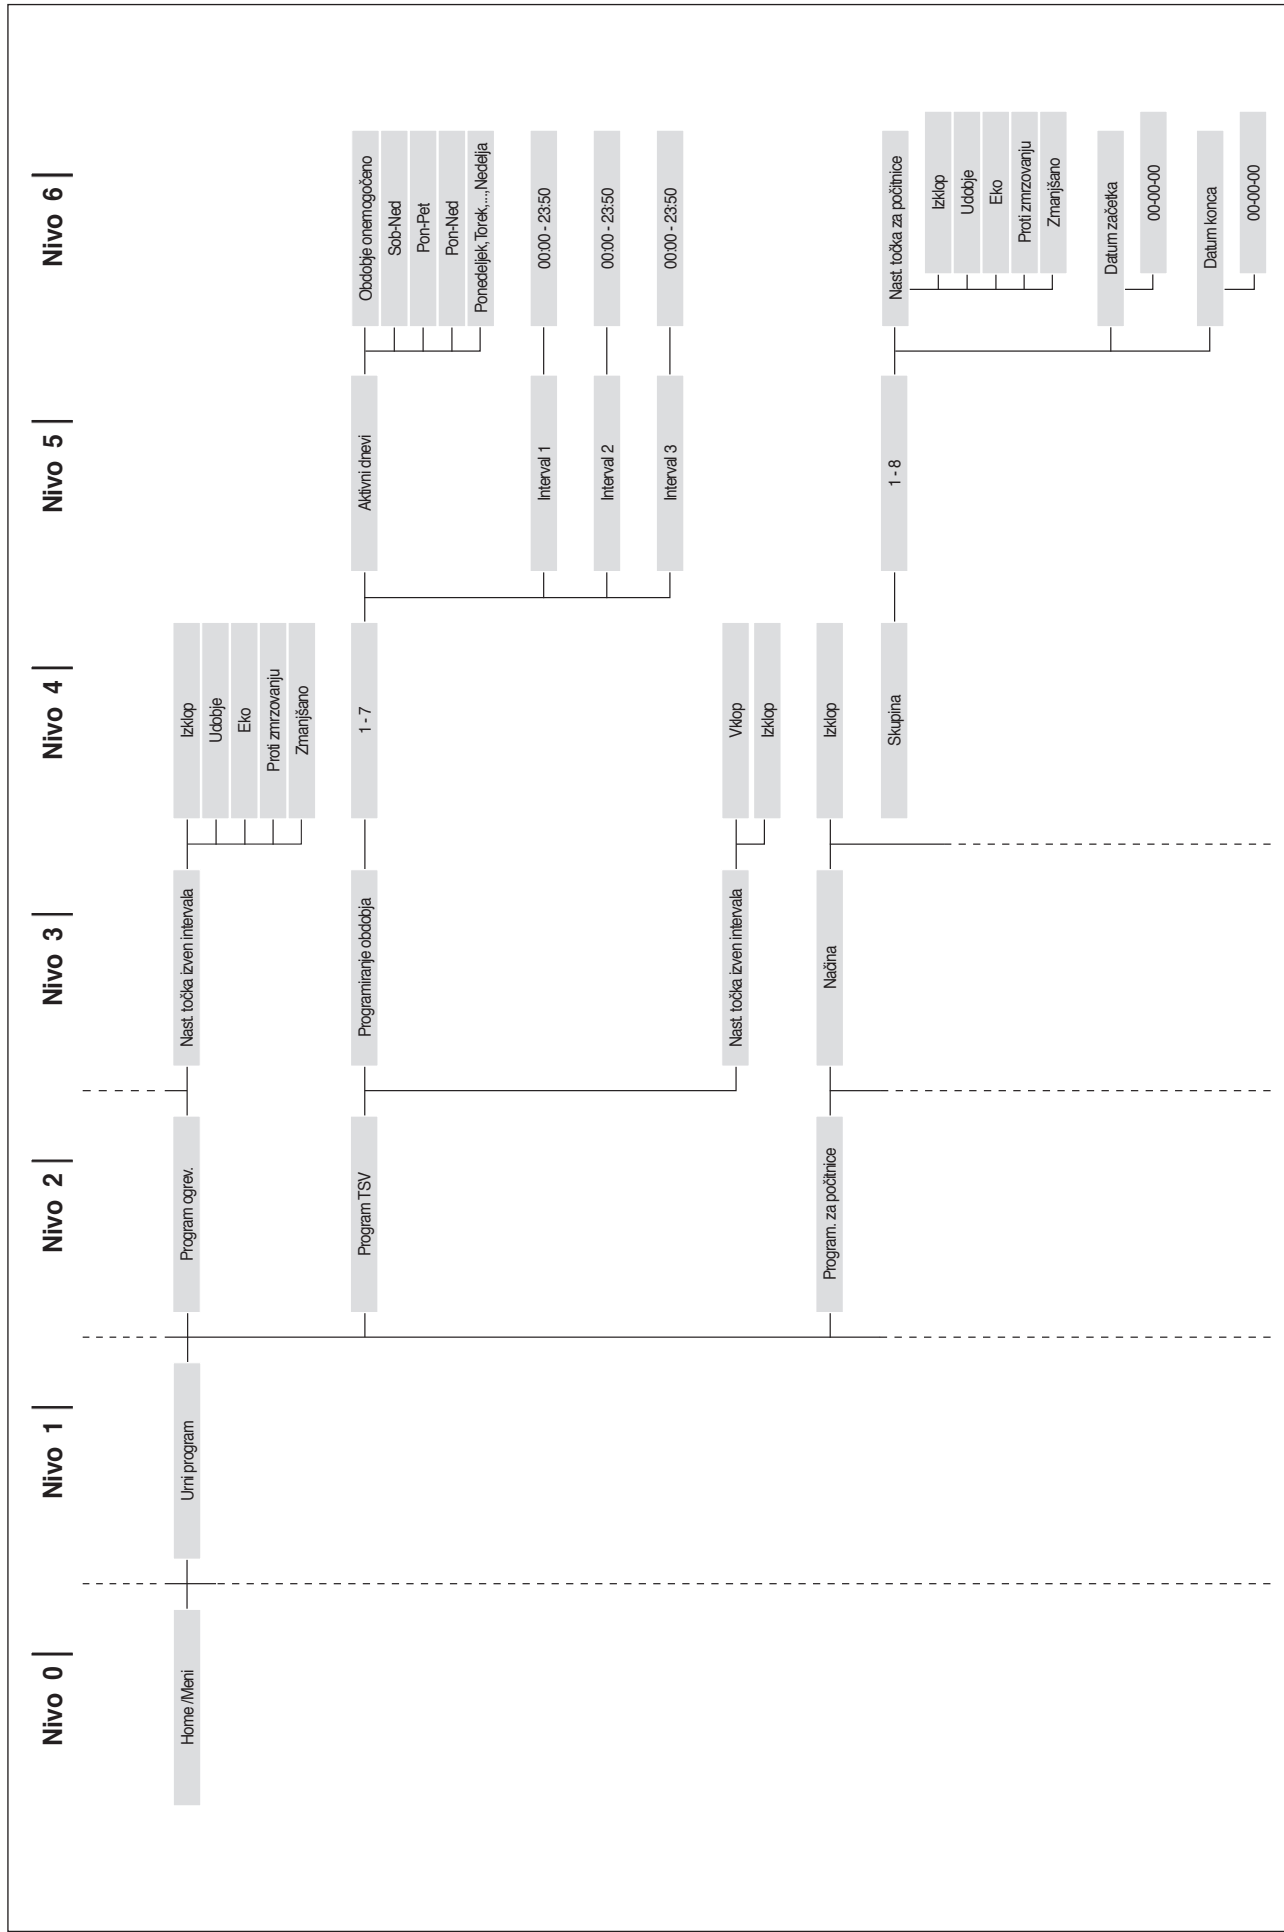 Nivo 0
Nivo 1
Nivo 2
Nivo 3
Nivo 4
Nivo 5
Nivo 6
Home /Meni
Urni program
Program ogrev.
Nast. točka izven intervala
Izklop
Udobje
Eko
Proti zmrzovanju
Zmanjšano
Program TSV
Programiranje obdobja
1 - 7
Aktivni dnevi
Obdobje onemogočeno
Sob-Ned
Pon-Pet
Pon-Ned
Ponedeljek, Torek,..., Nedelja
Interval 1
00:00 - 23:50
Interval 2
00:00 - 23:50
Interval 3
00:00 - 23:50
Nast. točka izven intervala
Vklop
Izklop
Program. za počitnice
Načina
Izklop
Skupina
1 - 8
Nast. točka za počitnice
Izklop
Udobje
Eko
Proti zmrzovanju
Zmanjšano
Datum začetka
00-00-00
Datum konca
00-00-00